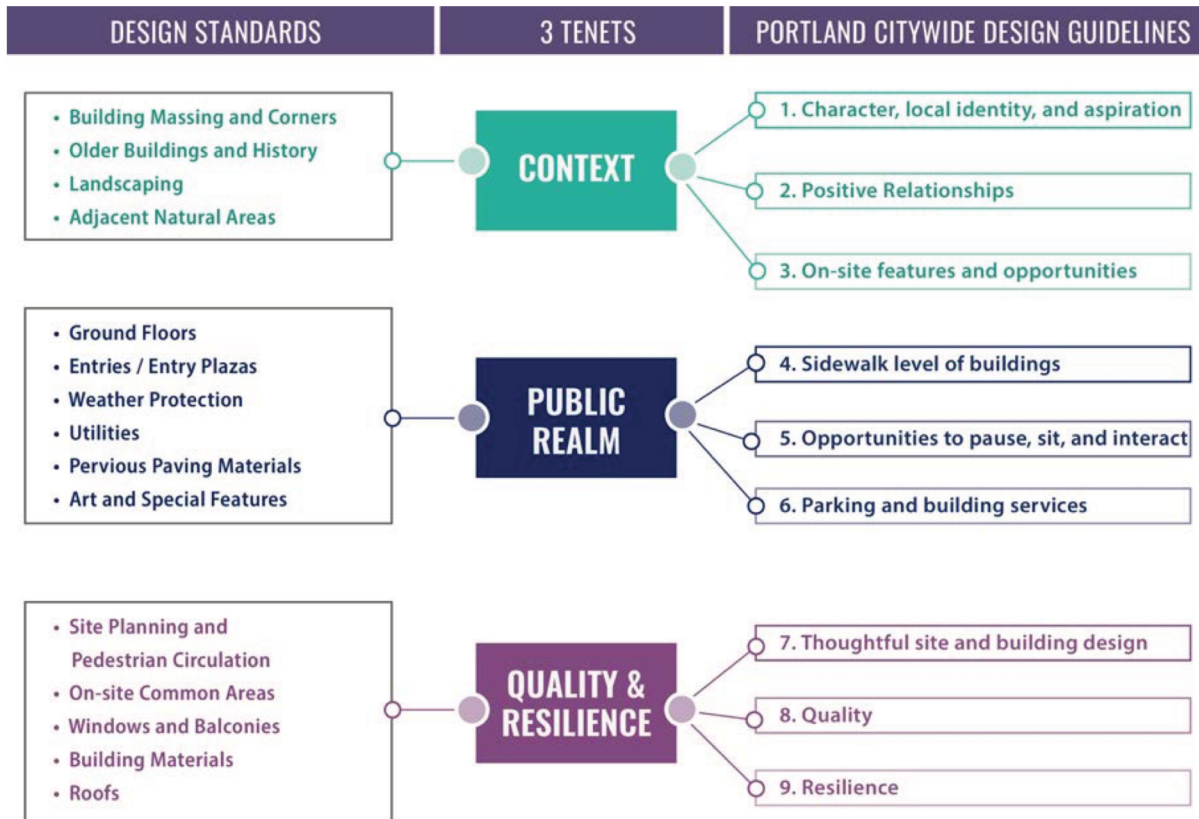 DESIGN STANDARDS
3 TENETS
PORTLAND CITYWIDE DESIGN GUIDELINES
• Building Massing and Corners
• Older Buildings and History
• Landscaping
• Adjacent Natural Areas
CONTEXT
1. Character, local identity, and aspiration
2. Positive Relationships
3. On-site features and opportunities
• Ground Floors
• Entries / Entry Plazas
• Weather Protection
• Utilities
• Pervious Paving Materials
• Art and Special Features
PUBLIC
REALM
4. Sidewalk level of buildings
5. Opportunities to pause, sit, and interact
6. Parking and building services
• Site Planning and
Pedestrian Circulation
• On-site Common Areas
• Windows and Balconies
• Building Materials
• Roofs
QUALITY &
RESILIENCE
7. Thoughtful site and building design
8. Quality
9. Resilience